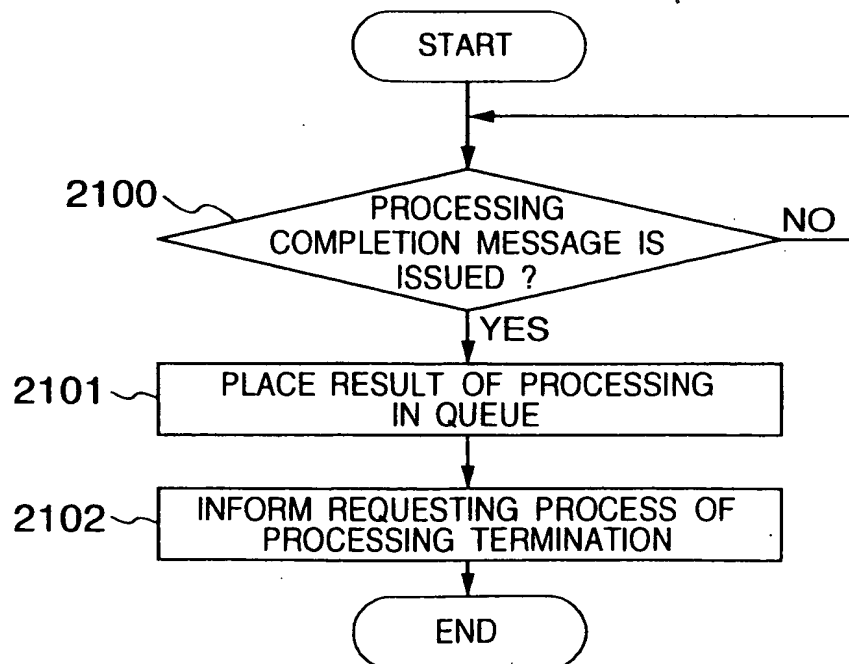 START
2100
PROCESSING
COMPLETION MESSAGE IS
ISSUED ?
NO
YES
2101
PLACE RESULT OF PROCESSING
IN QUEUE
2102
INFORM REQUESTING PROCESS OF
PROCESSING TERMINATION
END